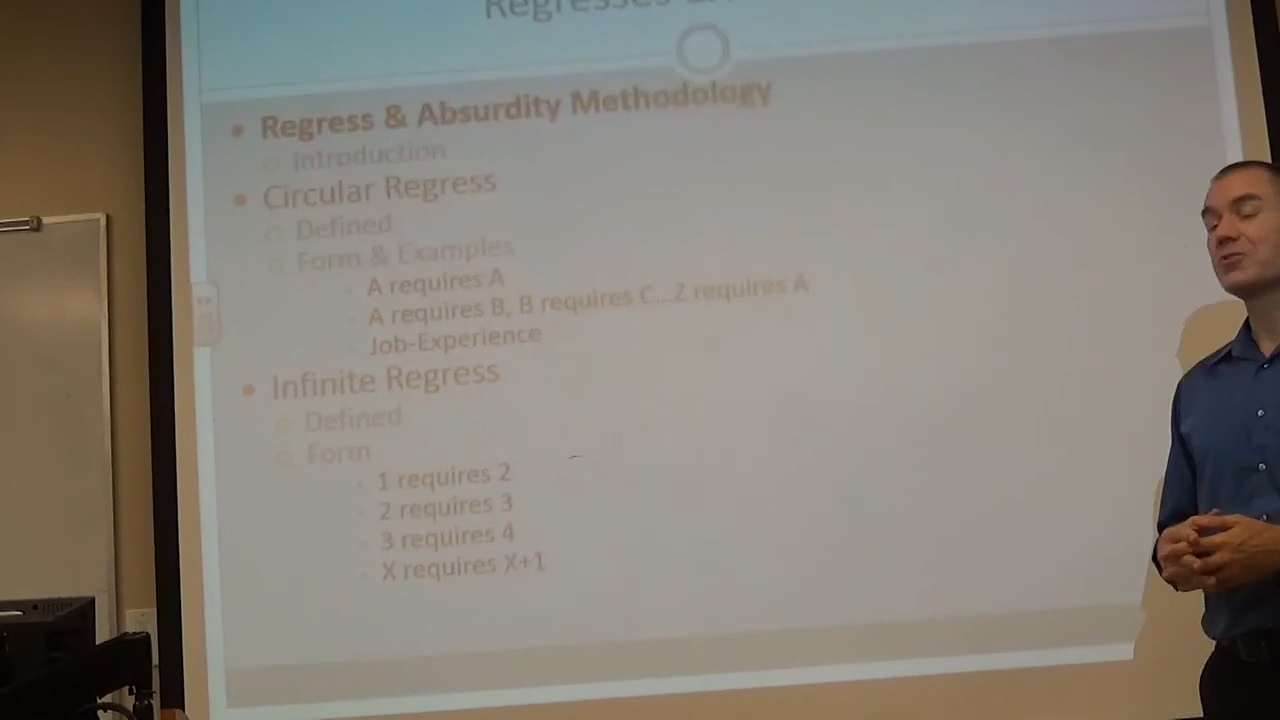 Regresses &
Regress & Absurdity Methodology
Introduction
Circular Regress
Defined
Form & Examples
A requires A
A requires B, B requires C...Z requires A
Job-Experience
Infinite Regress
Defined
Form
1 requires 2
2 requires 3
3 requires 4
X requires X+1